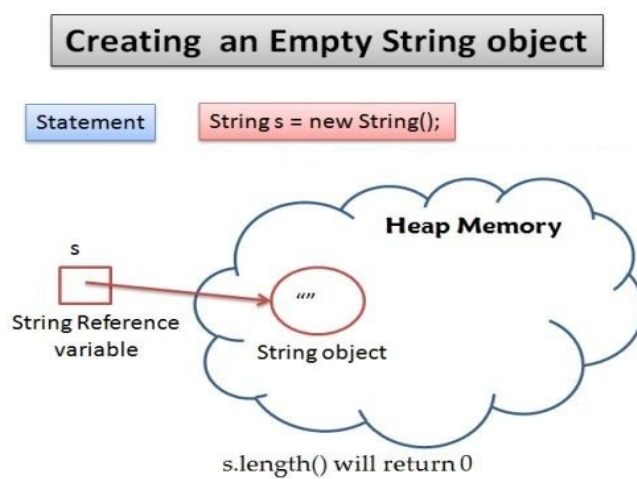 Creating an Empty String object
Statement
String s = new String();
Heap Memory
s
“”
String Reference
variable
String object
s.length() will return 0